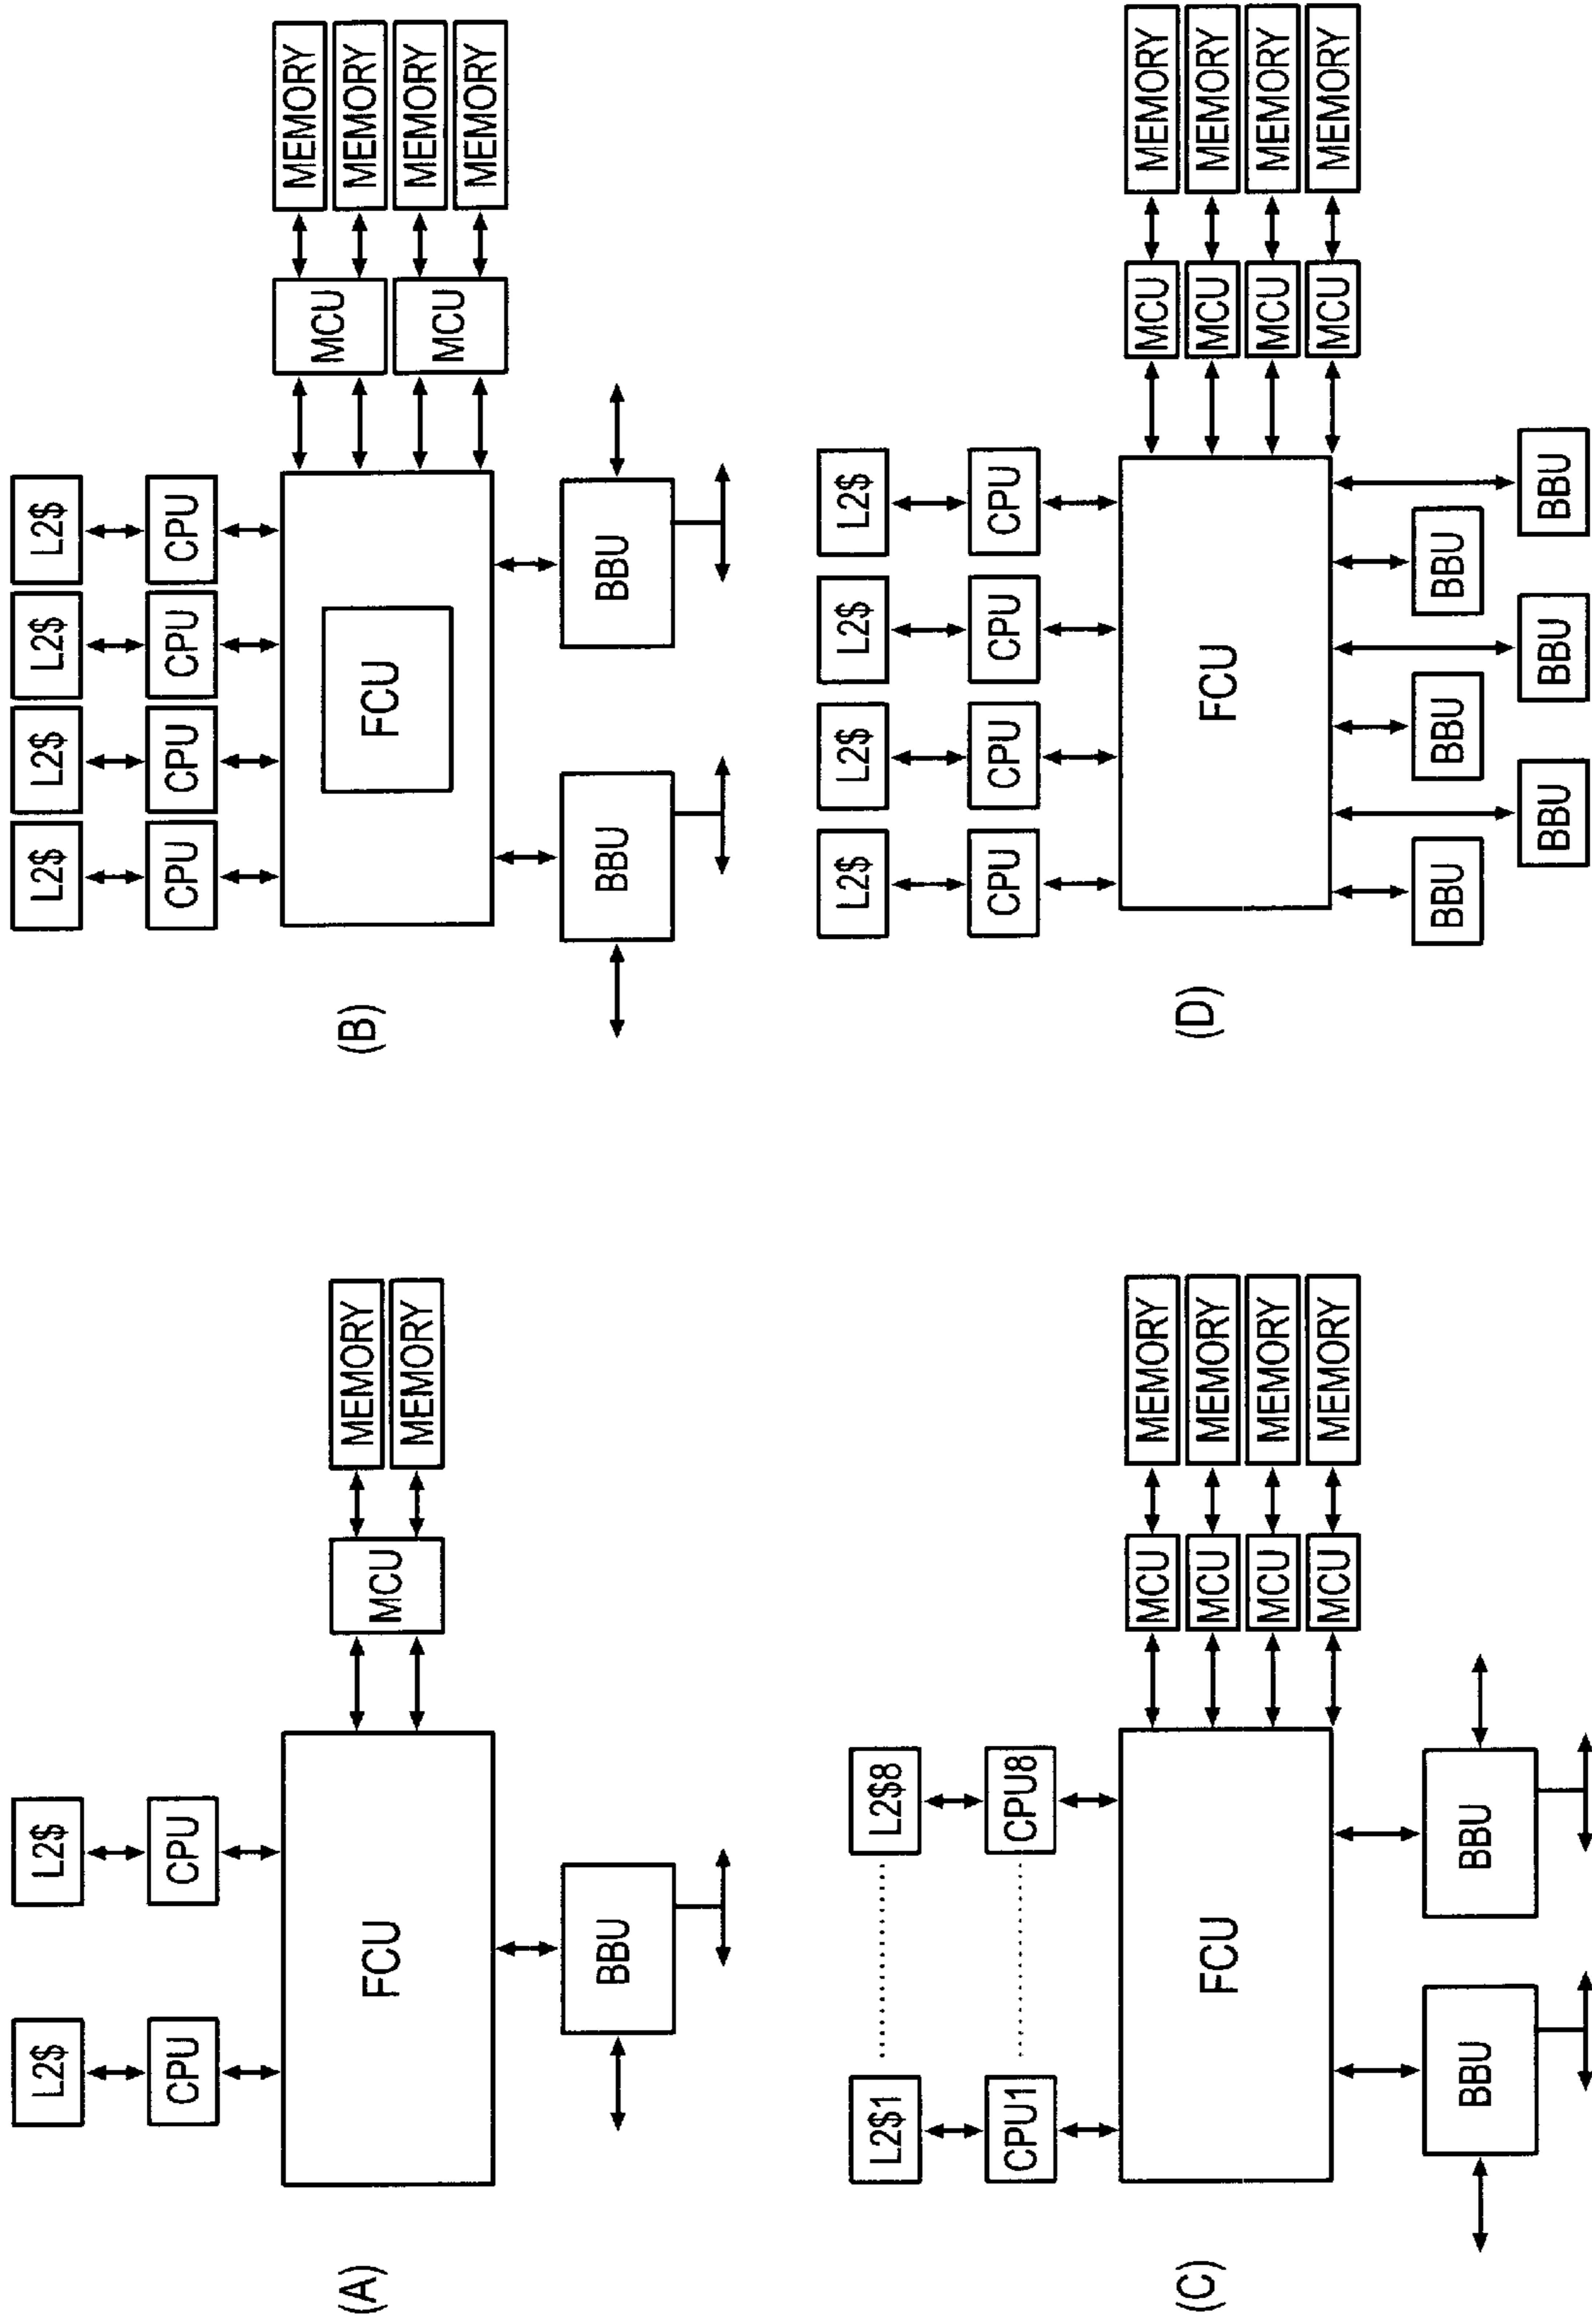 (A)
L2$ L2$
CPU CPU
FCU
MCU
MEMORY
MEMORY
BBU
(B)
L2$ L2$ L2$ L2$
CPU CPU CPU CPU
FCU
MCU
MCU
MEMORY
MEMORY
MEMORY
MEMORY
BBU BBU
(C)
L2$1 L2$8
CPU1 CPU8
FCU
MCU MEMORY
MCU MEMORY
MCU MEMORY
MCU MEMORY
BBU BBU
(D)
L2$ L2$ L2$ L2$
CPU CPU CPU CPU
FCU
MCU MEMORY
MCU MEMORY
MCU MEMORY
MCU MEMORY
BBU BBU BBU
BBU BBU BBU